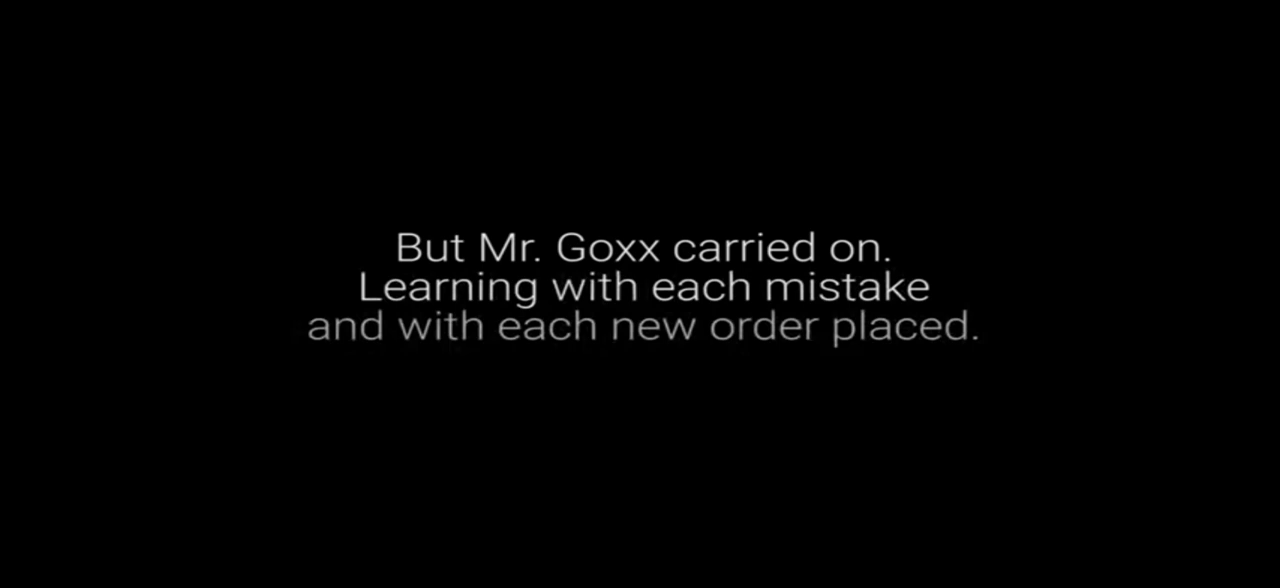 But Mr. Goxx carried on.
Learning with each mistake
and with each new order placed.